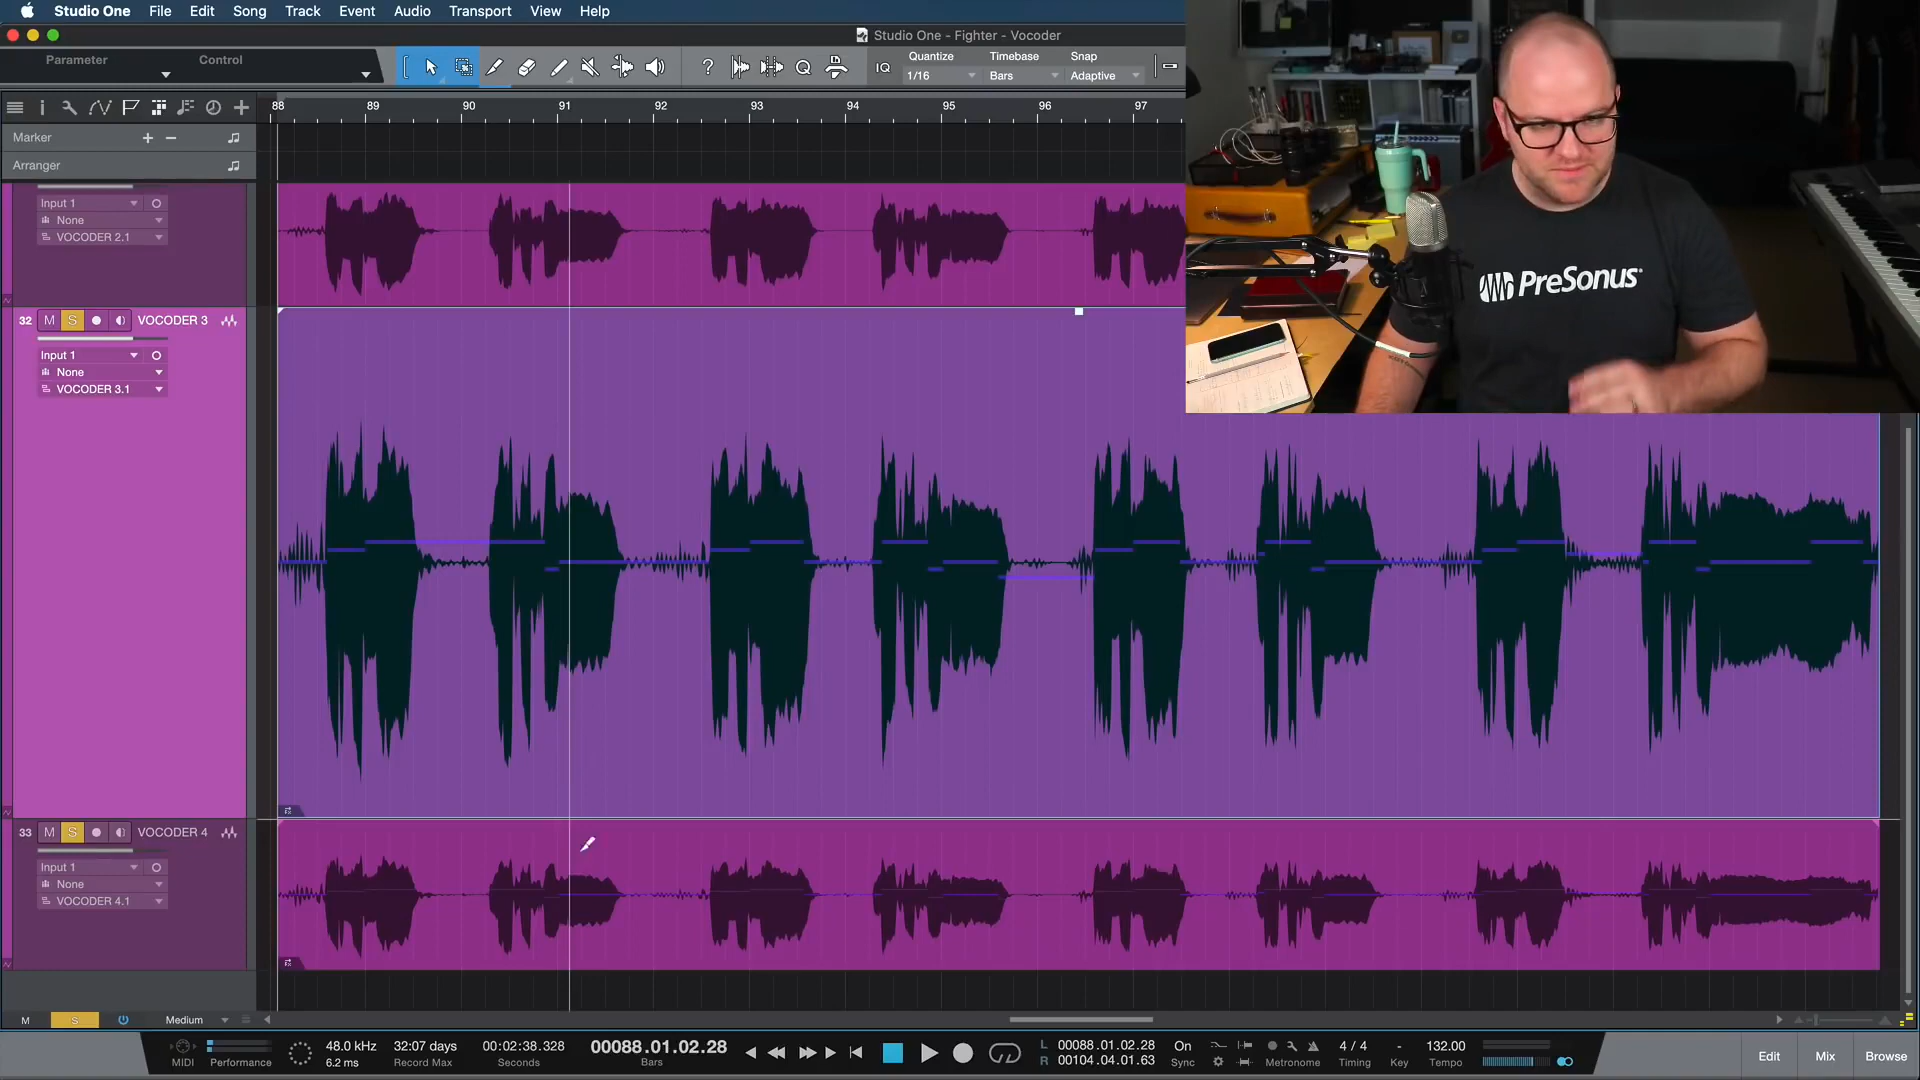 Studio One File Edit Song Track Event Audio Transport View Help
Studio One - Fighter - Vocoder
Parameter Control
? Q IQ
Quantize Timebase Snap
1/16 Bars Adaptive
88 89 90 91 92 93 94 95 96 97
Marker + −
Arranger
Input 1
None
VOCODER 2.1
32 M S VOCODER 3
Input 1
None
VOCODER 3.1
33 M S VOCODER 4
Input 1
None
VOCODER 4.1
PreSonus
M S Medium
MIDI Performance
48.0 kHz 32:07 days 00:02:38.328 00088.01.02.28
6.2 ms Record Max Seconds Bars
L 00088.01.02.28 On 4 / 4 - 132.00
R 00104.04.01.63 Sync Metronome Timing Key Tempo
Edit Mix Browse